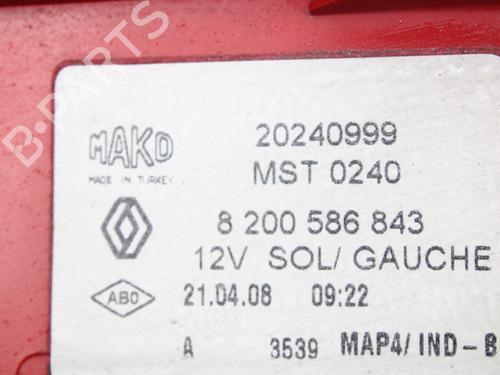 B-PARTS
MAKO
MADE IN TURKEY
20240999
MST 0240
8 200 586 843
12V SOL/ GAUCHE
ABO
21.04.08 09:22
A 3539 MAP4/ IND-B